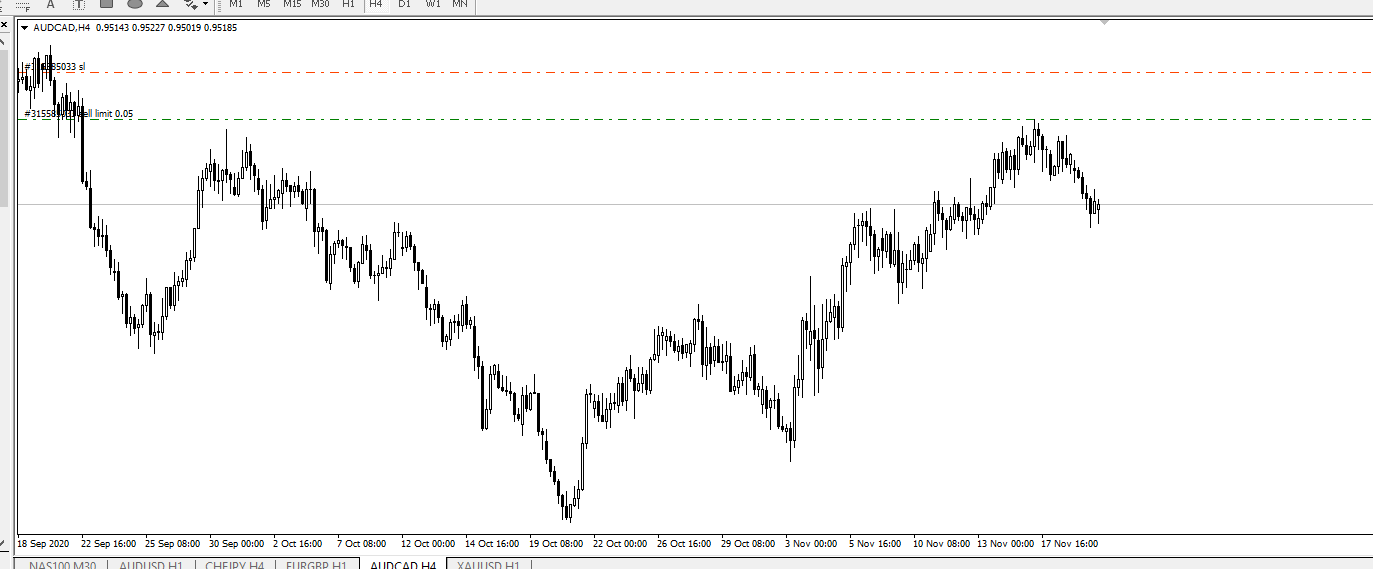 A T
M1 M5 M15 M30 H1 H4 D1 W1 MN
AUDCAD,H4 0.95143 0.95227 0.95019 0.95185
sl
sell limit 0.05
18 Sep 2020 22 Sep 16:00 25 Sep 08:00 30 Sep 00:00 2 Oct 16:00 7 Oct 08:00 12 Oct 00:00 14 Oct 16:00 19 Oct 08:00 22 Oct 00:00 26 Oct 16:00 29 Oct 08:00 3 Nov 00:00 5 Nov 16:00 10 Nov 08:00 13 Nov 00:00 17 Nov 16:00
NAS100,M30 AUDUSD,H1 CHFJPY,H4 EURGBP,H1 AUDCAD,H4 XAUUSD,H1